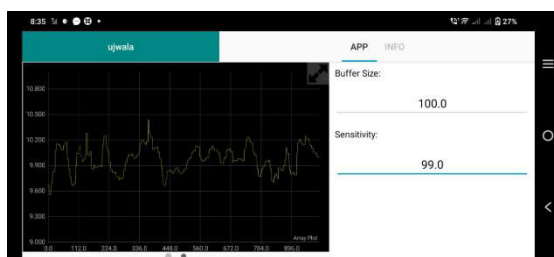 8:35
27%
ujwala
APP INFO
Buffer Size:
100.0
Sensitivity:
99.0
10.800
10.500
10.200
9.900
9.600
9.300
9.000
0.0 112.0 224.0 336.0 448.0 560.0 672.0 784.0 896.0
Array Plot